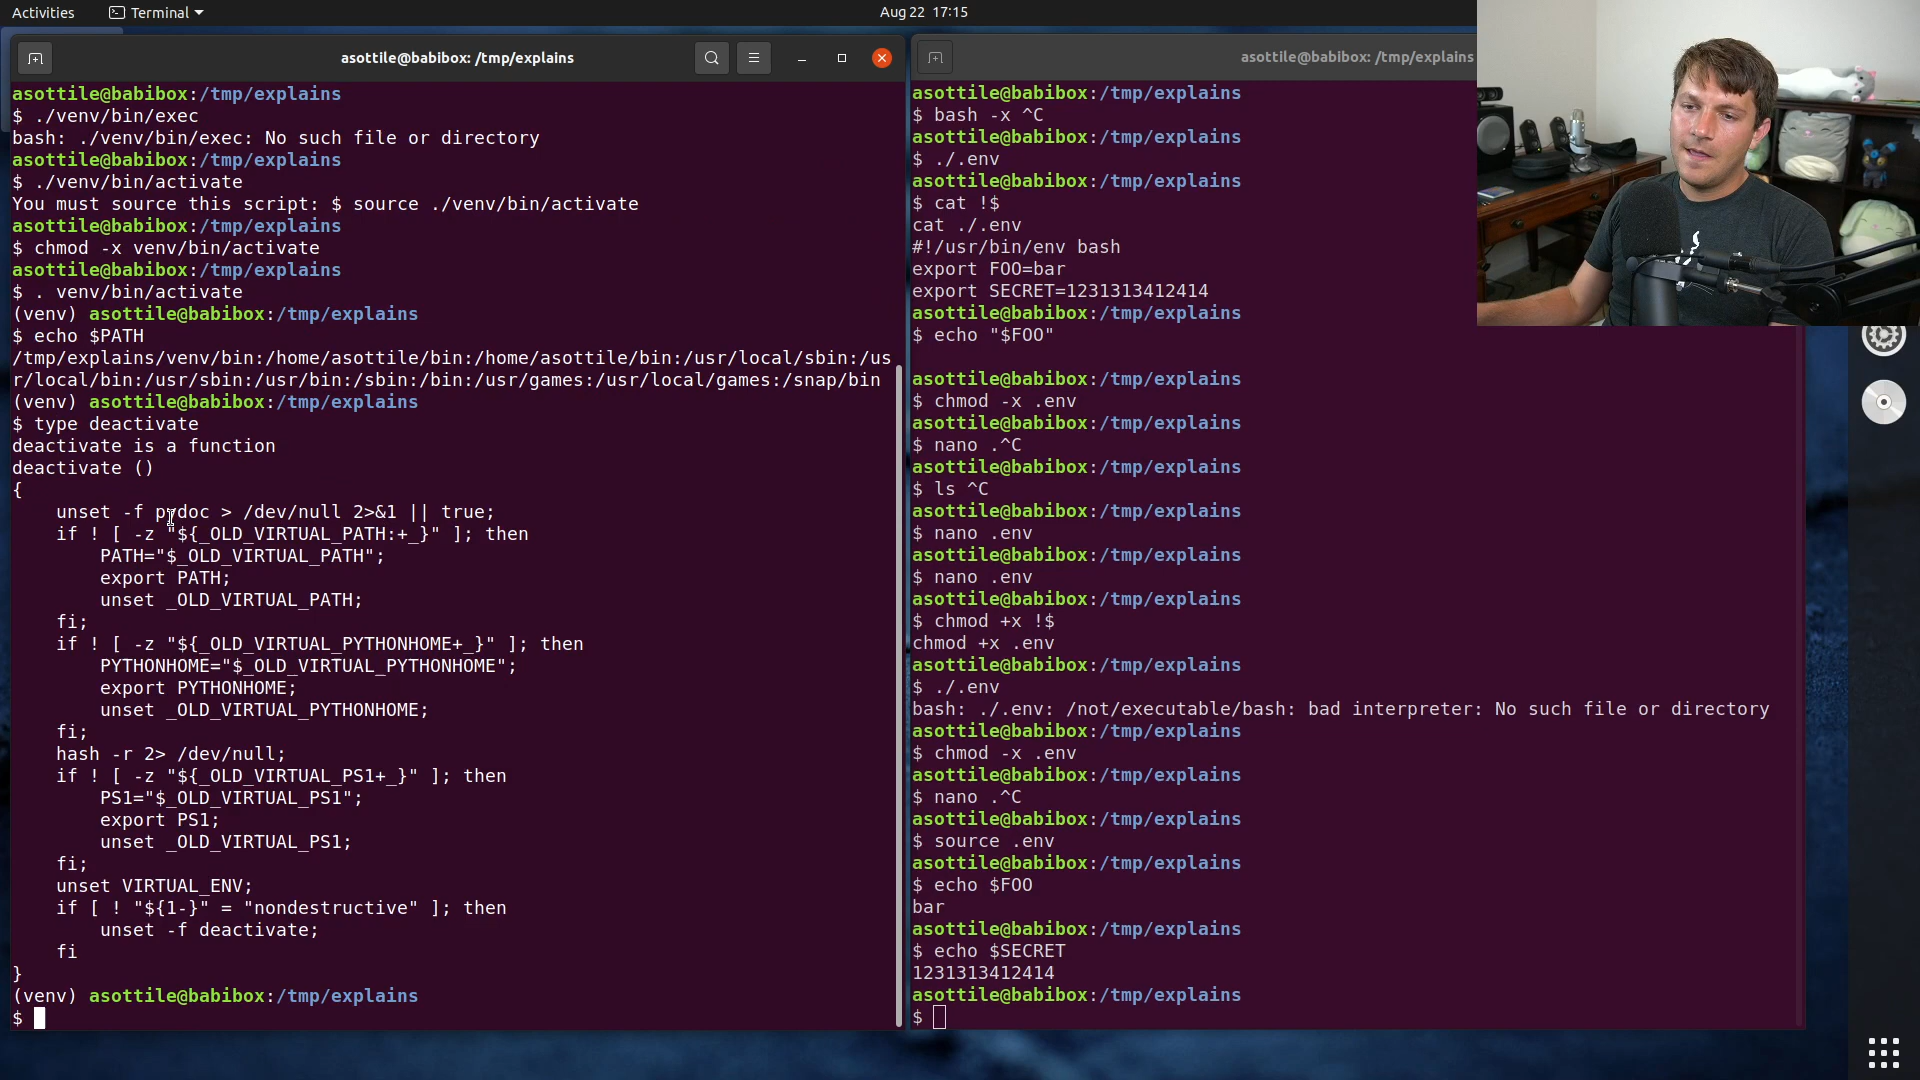 Activities
Terminal
Aug 22 17:15
asottile@babibox: /tmp/explains
asottile@babibox:/tmp/explains
$ ./venv/bin/exec
bash: ./venv/bin/exec: No such file or directory
asottile@babibox:/tmp/explains
$ ./venv/bin/activate
You must source this script: $ source ./venv/bin/activate
asottile@babibox:/tmp/explains
$ chmod -x venv/bin/activate
asottile@babibox:/tmp/explains
$ . venv/bin/activate
(venv) asottile@babibox:/tmp/explains
$ echo $PATH
/tmp/explains/venv/bin:/home/asottile/bin:/home/asottile/bin:/usr/local/sbin:/us
r/local/bin:/usr/sbin:/usr/bin:/sbin:/bin:/usr/games:/usr/local/games:/snap/bin
(venv) asottile@babibox:/tmp/explains
$ type deactivate
deactivate is a function
deactivate ()
{
    unset -f pydoc > /dev/null 2>&1 || true;
    if ! [ -z "${_OLD_VIRTUAL_PATH:+_}" ]; then
        PATH="$_OLD_VIRTUAL_PATH";
        export PATH;
        unset _OLD_VIRTUAL_PATH;
    fi;
    if ! [ -z "${_OLD_VIRTUAL_PYTHONHOME+_}" ]; then
        PYTHONHOME="$_OLD_VIRTUAL_PYTHONHOME";
        export PYTHONHOME;
        unset _OLD_VIRTUAL_PYTHONHOME;
    fi;
    hash -r 2> /dev/null;
    if ! [ -z "${_OLD_VIRTUAL_PS1+_}" ]; then
        PS1="$_OLD_VIRTUAL_PS1";
        export PS1;
        unset _OLD_VIRTUAL_PS1;
    fi;
    unset VIRTUAL_ENV;
    if [ ! "${1-}" = "nondestructive" ]; then
        unset -f deactivate;
    fi
}
(venv) asottile@babibox:/tmp/explains
$
asottile@babibox: /tmp/explains
asottile@babibox:/tmp/explains
$ bash -x ^C
asottile@babibox:/tmp/explains
$ ./.env
asottile@babibox:/tmp/explains
$ cat !$
cat ./.env
#!/usr/bin/env bash
export FOO=bar
export SECRET=1231313412414
asottile@babibox:/tmp/explains
$ echo "$FOO"
asottile@babibox:/tmp/explains
$ chmod -x .env
asottile@babibox:/tmp/explains
$ nano .^C
asottile@babibox:/tmp/explains
$ ls ^C
asottile@babibox:/tmp/explains
$ nano .env
asottile@babibox:/tmp/explains
$ nano .env
asottile@babibox:/tmp/explains
$ chmod +x !$
chmod +x .env
asottile@babibox:/tmp/explains
$ ./.env
bash: ./.env: /not/executable/bash: bad interpreter: No such file or directory
asottile@babibox:/tmp/explains
$ chmod -x .env
asottile@babibox:/tmp/explains
$ nano .^C
asottile@babibox:/tmp/explains
$ source .env
asottile@babibox:/tmp/explains
$ echo $FOO
bar
asottile@babibox:/tmp/explains
$ echo $SECRET
1231313412414
asottile@babibox:/tmp/explains
$